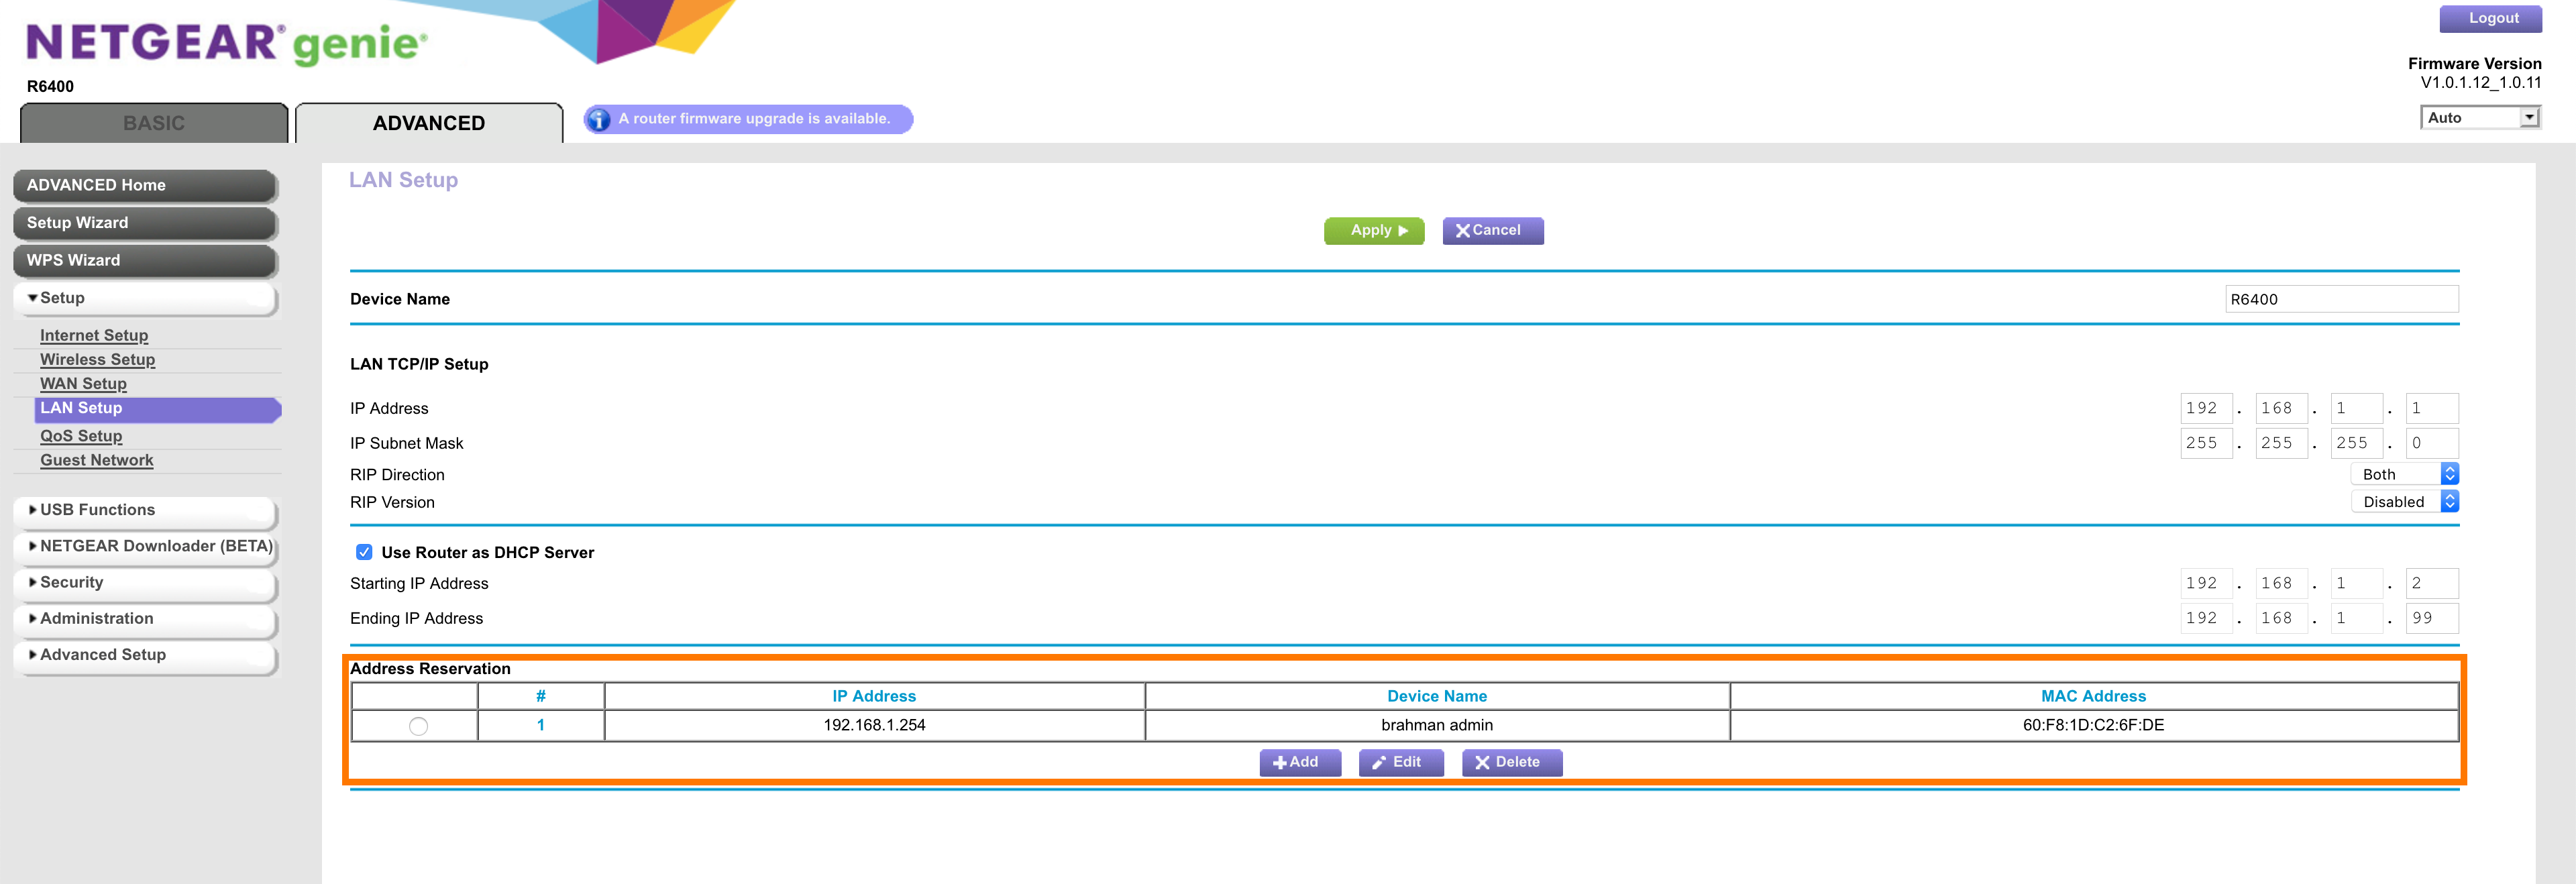 NETGEAR® genie®
Logout
R6400
Firmware Version
V1.0.1.12_1.0.11
BASIC
ADVANCED
A router firmware upgrade is available.
Auto
ADVANCED Home
Setup Wizard
WPS Wizard
Setup
Internet Setup
Wireless Setup
WAN Setup
LAN Setup
QoS Setup
Guest Network
USB Functions
NETGEAR Downloader (BETA)
Security
Administration
Advanced Setup
LAN Setup
Apply
Cancel
Device Name R6400
LAN TCP/IP Setup
IP Address 192 . 168 . 1 . 1
IP Subnet Mask 255 . 255 . 255 . 0
RIP Direction Both
RIP Version Disabled
Use Router as DHCP Server
Starting IP Address 192 . 168 . 1 . 2
Ending IP Address 192 . 168 . 1 . 99
Address Reservation
# IP Address Device Name MAC Address
1 192.168.1.254 brahman admin 60:F8:1D:C2:6F:DE
Add Edit Delete